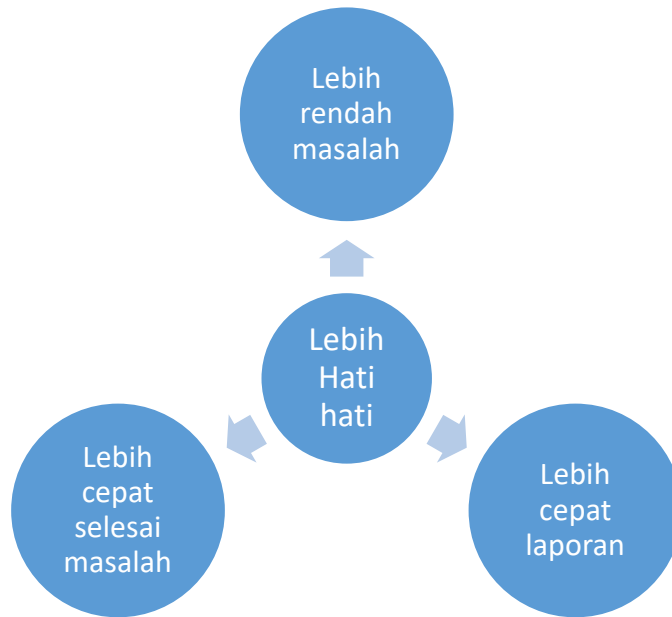 Lebih
rendah
masalah
Lebih
Hati
hati
Lebih
cepat
selesai
masalah
Lebih
cepat
laporan